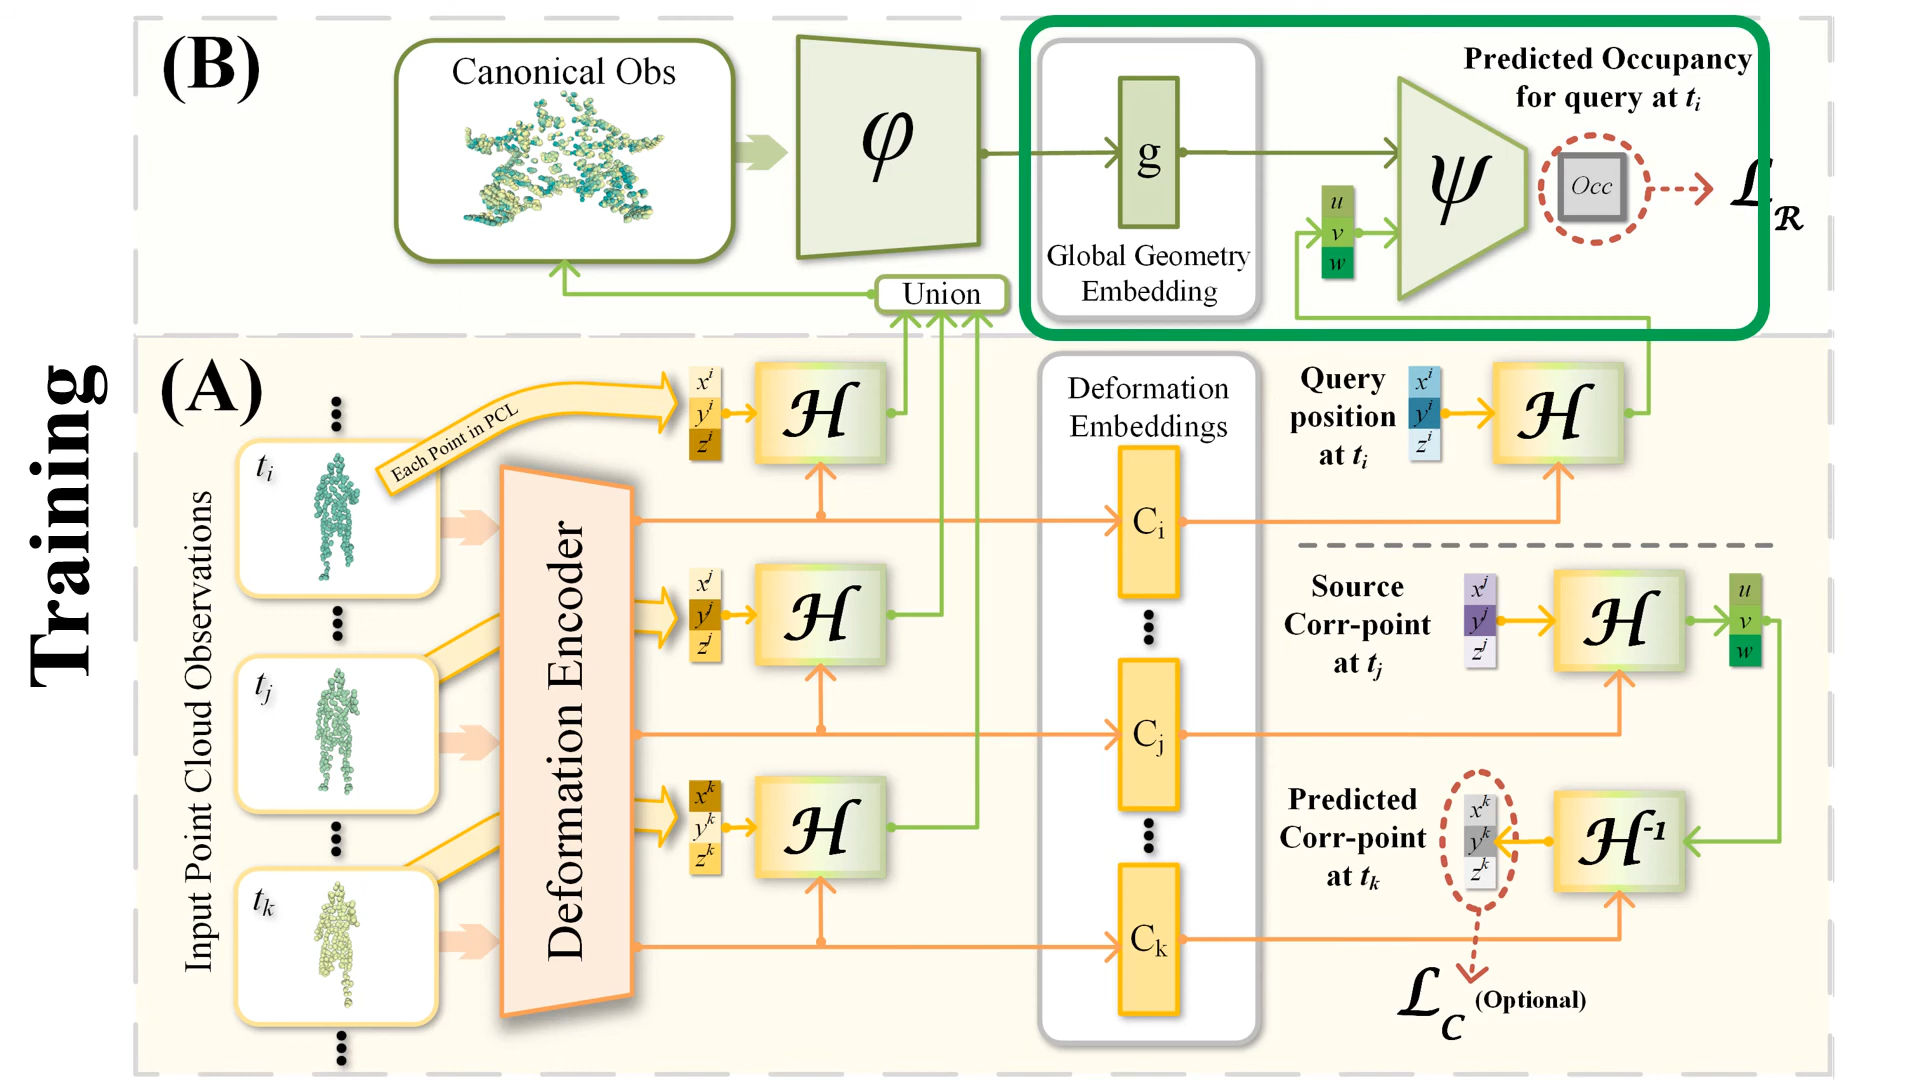 Training
(B)
Canonical Obs
φ
g
Global Geometry
Embedding
u
v
w
ψ
Predicted Occupancy
for query at tᵢ
Occ
ℒ_ℛ
Union
(A)
Input Point Cloud Observations
tᵢ
tⱼ
tₖ
Each Point in PCL
Deformation Encoder
xⁱ
yⁱ
zⁱ
ℋ
xʲ
yʲ
zʲ
ℋ
xᵏ
yᵏ
zᵏ
ℋ
Deformation
Embeddings
Cᵢ
Cⱼ
Cₖ
Query
position
at tᵢ
xⁱ
yⁱ
zⁱ
ℋ
Source
Corr-point
at tⱼ
xʲ
yʲ
zʲ
ℋ
u
v
w
Predicted
Corr-point
at tₖ
xᵏ
yᵏ
zᵏ
ℋ⁻¹
ℒ_C (Optional)